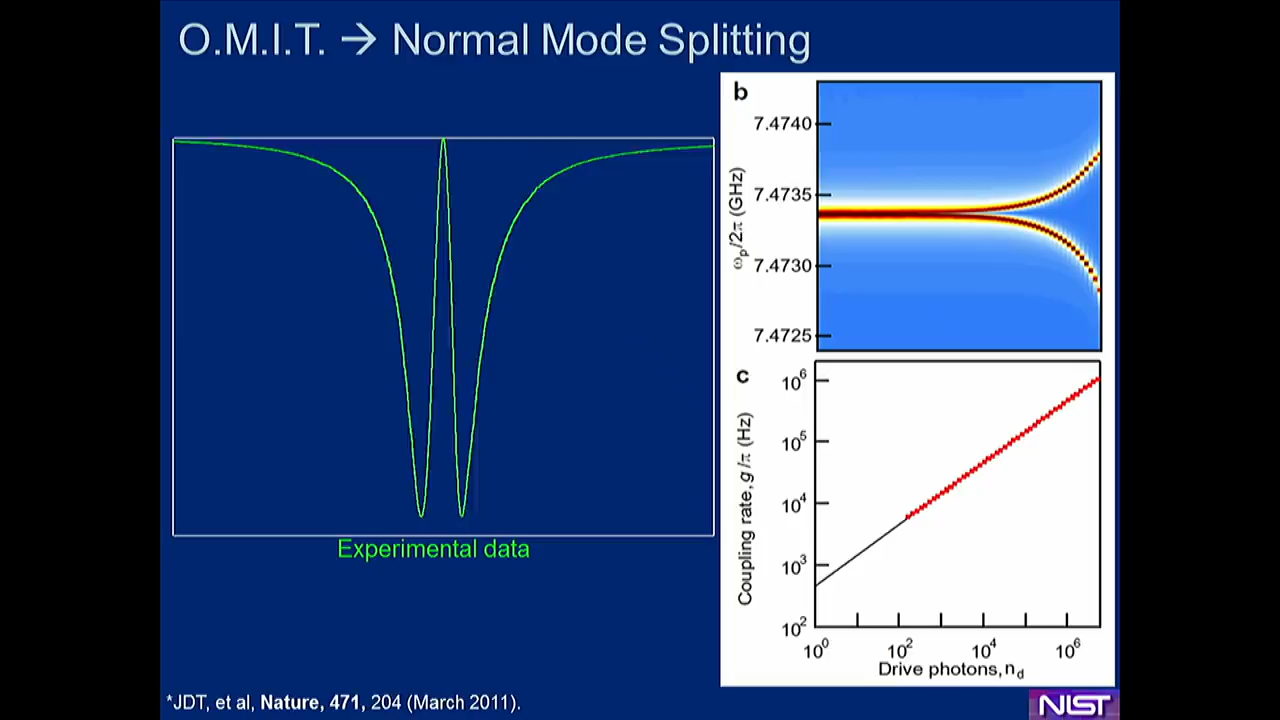 O.M.I.T. → Normal Mode Splitting
Experimental data
b
7.4740
7.4735
7.4730
7.4725
ωp/2π (GHz)
c
10^6
10^5
10^4
10^3
10^2
Coupling rate, g/π (Hz)
10^0 10^2 10^4 10^6
Drive photons, nd
*JDT, et al, Nature, 471, 204 (March 2011).
NIST